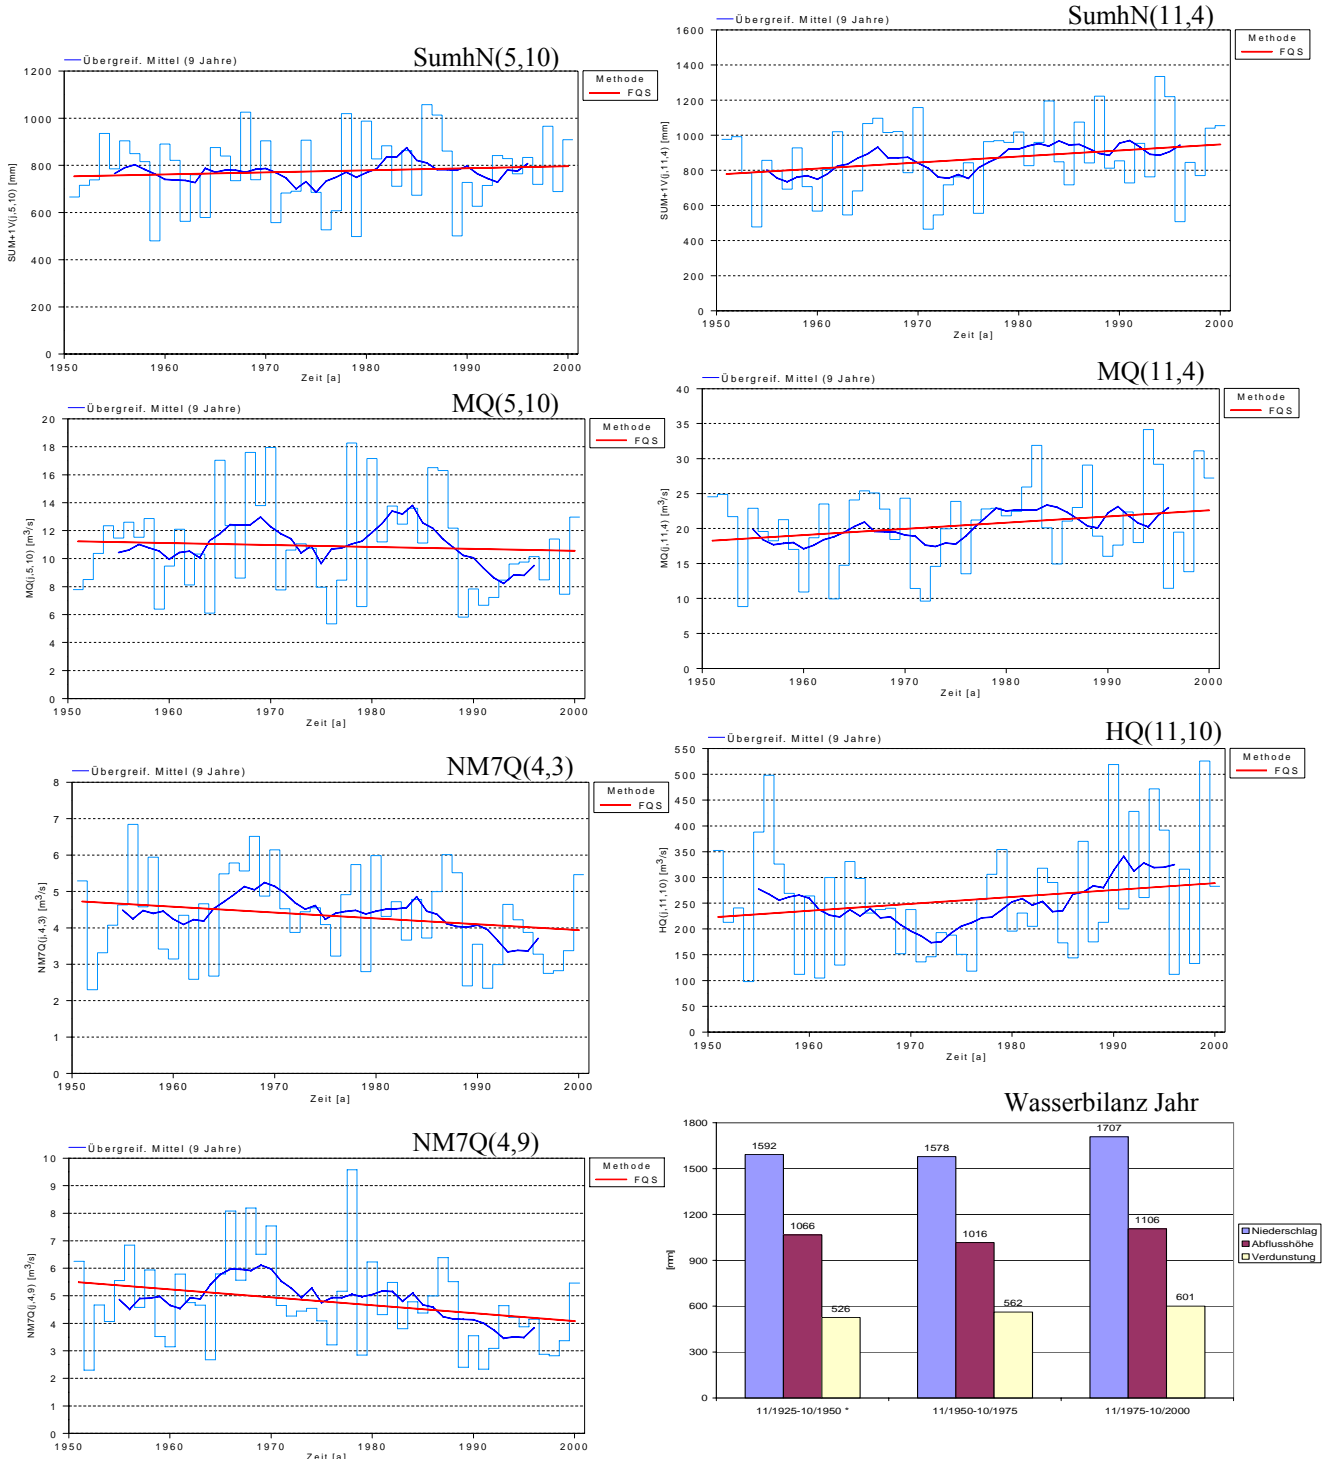 SumhN(5,10)
Übergreif. Mittel (9 Jahre)
Methode
FQS
SUM+1V(j,5,10) [mm]
1200
1000
800
600
400
200
0
1950
1960
1970
1980
1990
2000
Zeit [a]
SumhN(11,4)
Übergreif. Mittel (9 Jahre)
Methode
FQS
SUM+1V(j,11,4) [mm]
1600
1400
1200
1000
800
600
400
200
0
1950
1960
1970
1980
1990
2000
Zeit [a]
MQ(5,10)
Übergreif. Mittel (9 Jahre)
Methode
FQS
MQ(j,5,10) [m³/s]
20
18
16
14
12
10
8
6
4
2
0
1950
1960
1970
1980
1990
2000
Zeit [a]
MQ(11,4)
Übergreif. Mittel (9 Jahre)
Methode
FQS
MQ(j,11,4) [m³/s]
40
35
30
25
20
15
10
5
0
1950
1960
1970
1980
1990
2000
Zeit [a]
NM7Q(4,3)
Übergreif. Mittel (9 Jahre)
Methode
FQS
NM7Q(j,4,3) [m³/s]
8
7
6
5
4
3
2
1
0
1950
1960
1970
1980
1990
2000
Zeit [a]
HQ(11,10)
Übergreif. Mittel (9 Jahre)
Methode
FQS
HQ(j,11,10) [m³/s]
550
500
450
400
350
300
250
200
150
100
50
0
1950
1960
1970
1980
1990
2000
Zeit [a]
NM7Q(4,9)
Übergreif. Mittel (9 Jahre)
Methode
FQS
NM7Q(j,4,9) [m³/s]
10
9
8
7
6
5
4
3
2
1
0
1950
1960
1970
1980
1990
2000
Zeit [a]
Wasserbilanz Jahr
[mm]
1800
1500
1200
900
600
300
0
1592
1066
526
1578
1016
562
1707
1106
601
11/1925-10/1950 *
11/1950-10/1975
11/1975-10/2000
Niederschlag
Abflusshöhe
Verdunstung